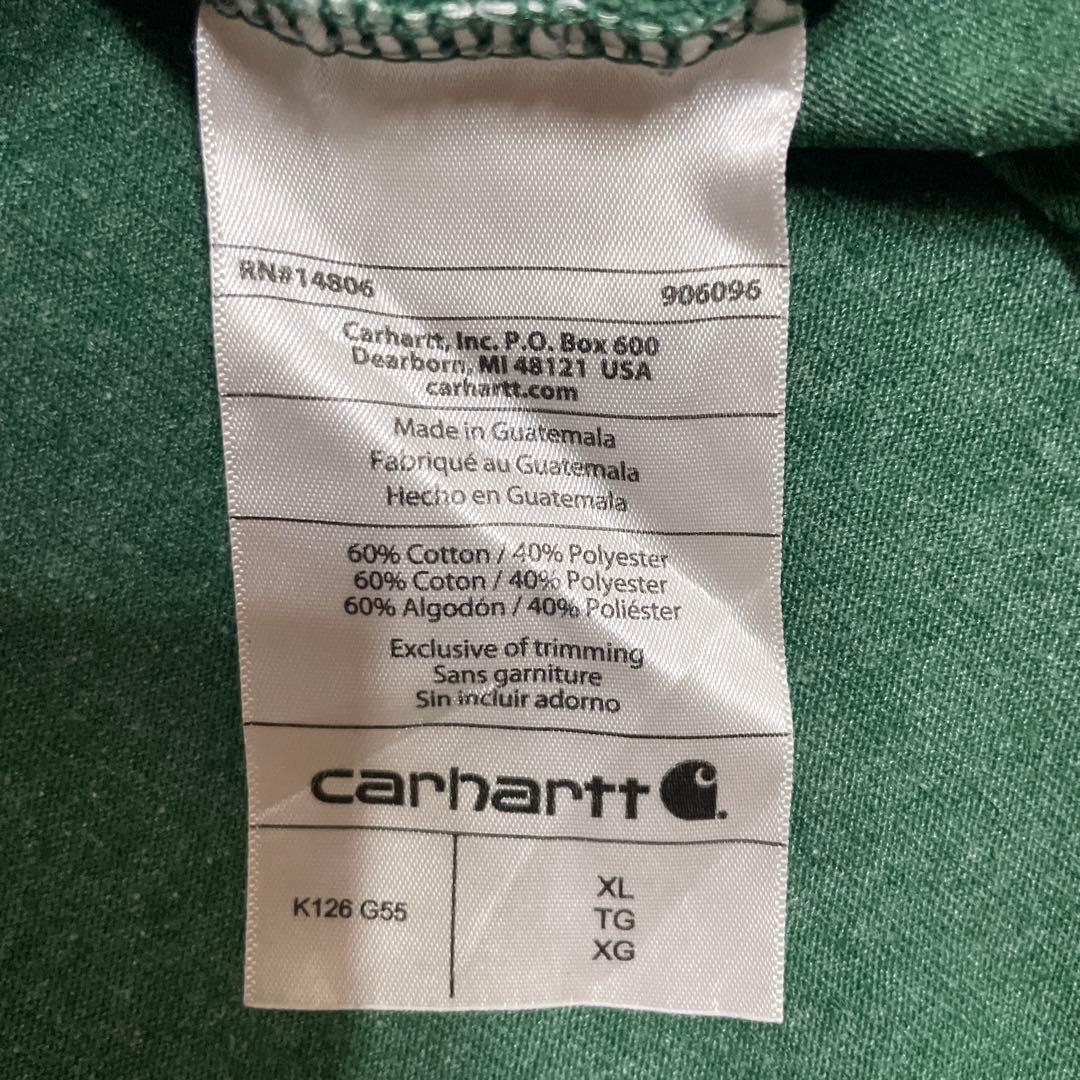 RN#14806 906096
Carhartt, Inc. P.O. Box 600
Dearborn, MI 48121 USA
carhartt.com
Made in Guatemala
Fabriqué au Guatemala
Hecho en Guatemala
60% Cotton / 40% Polyester
60% Coton / 40% Polyester
60% Algodón / 40% Poliéster
Exclusive of trimming
Sans garniture
Sin incluir adorno
carhartt
K126 G55
XL
TG
XG